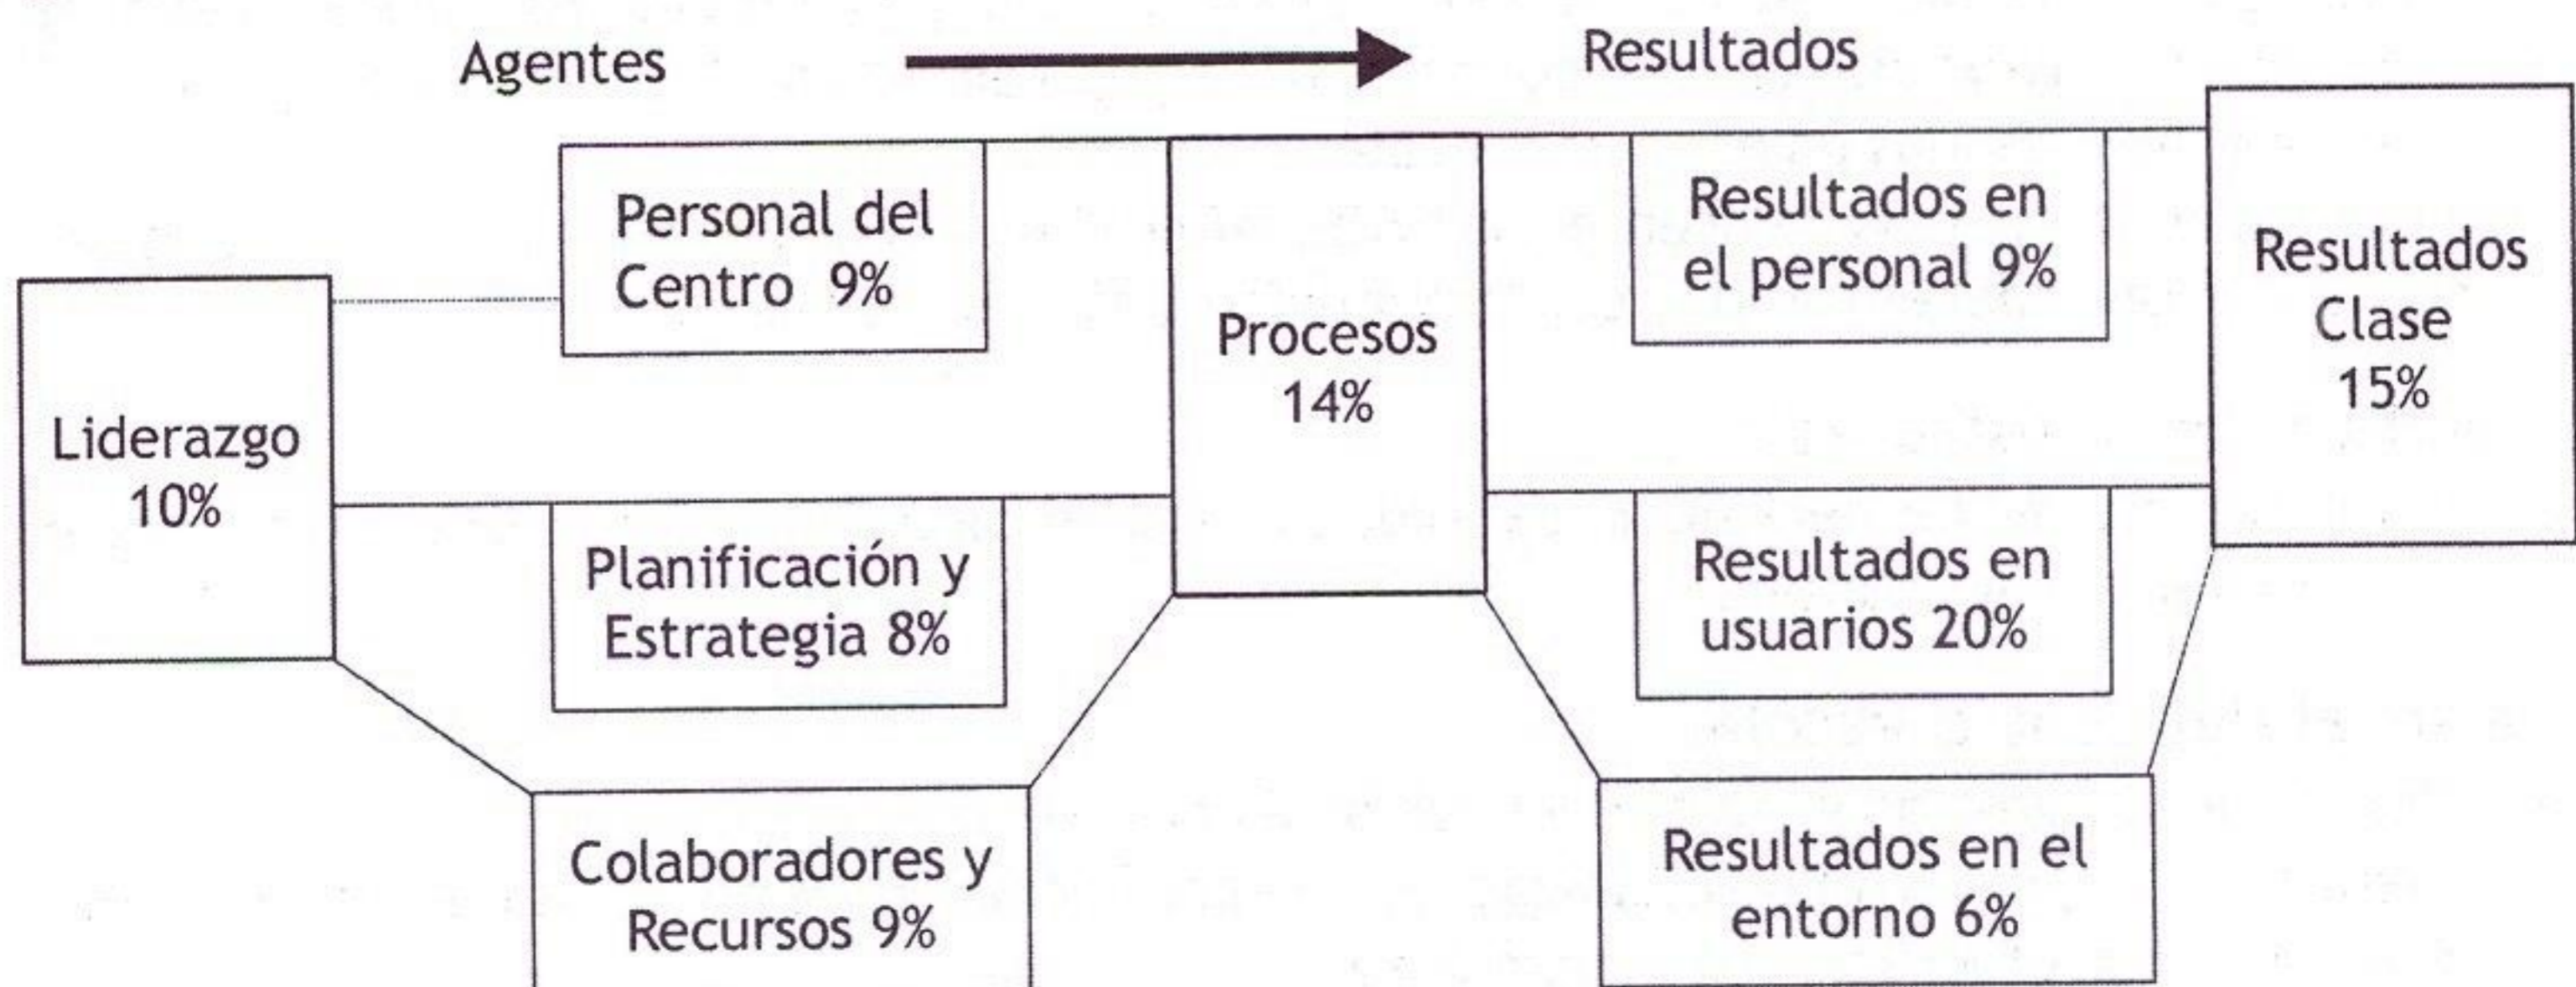 Agentes
Resultados
Liderazgo
10%
Personal del
Centro 9%
Planificación y
Estrategia 8%
Colaboradores y
Recursos 9%
Procesos
14%
Resultados en
el personal 9%
Resultados en
usuarios 20%
Resultados en el
entorno 6%
Resultados
Clase
15%